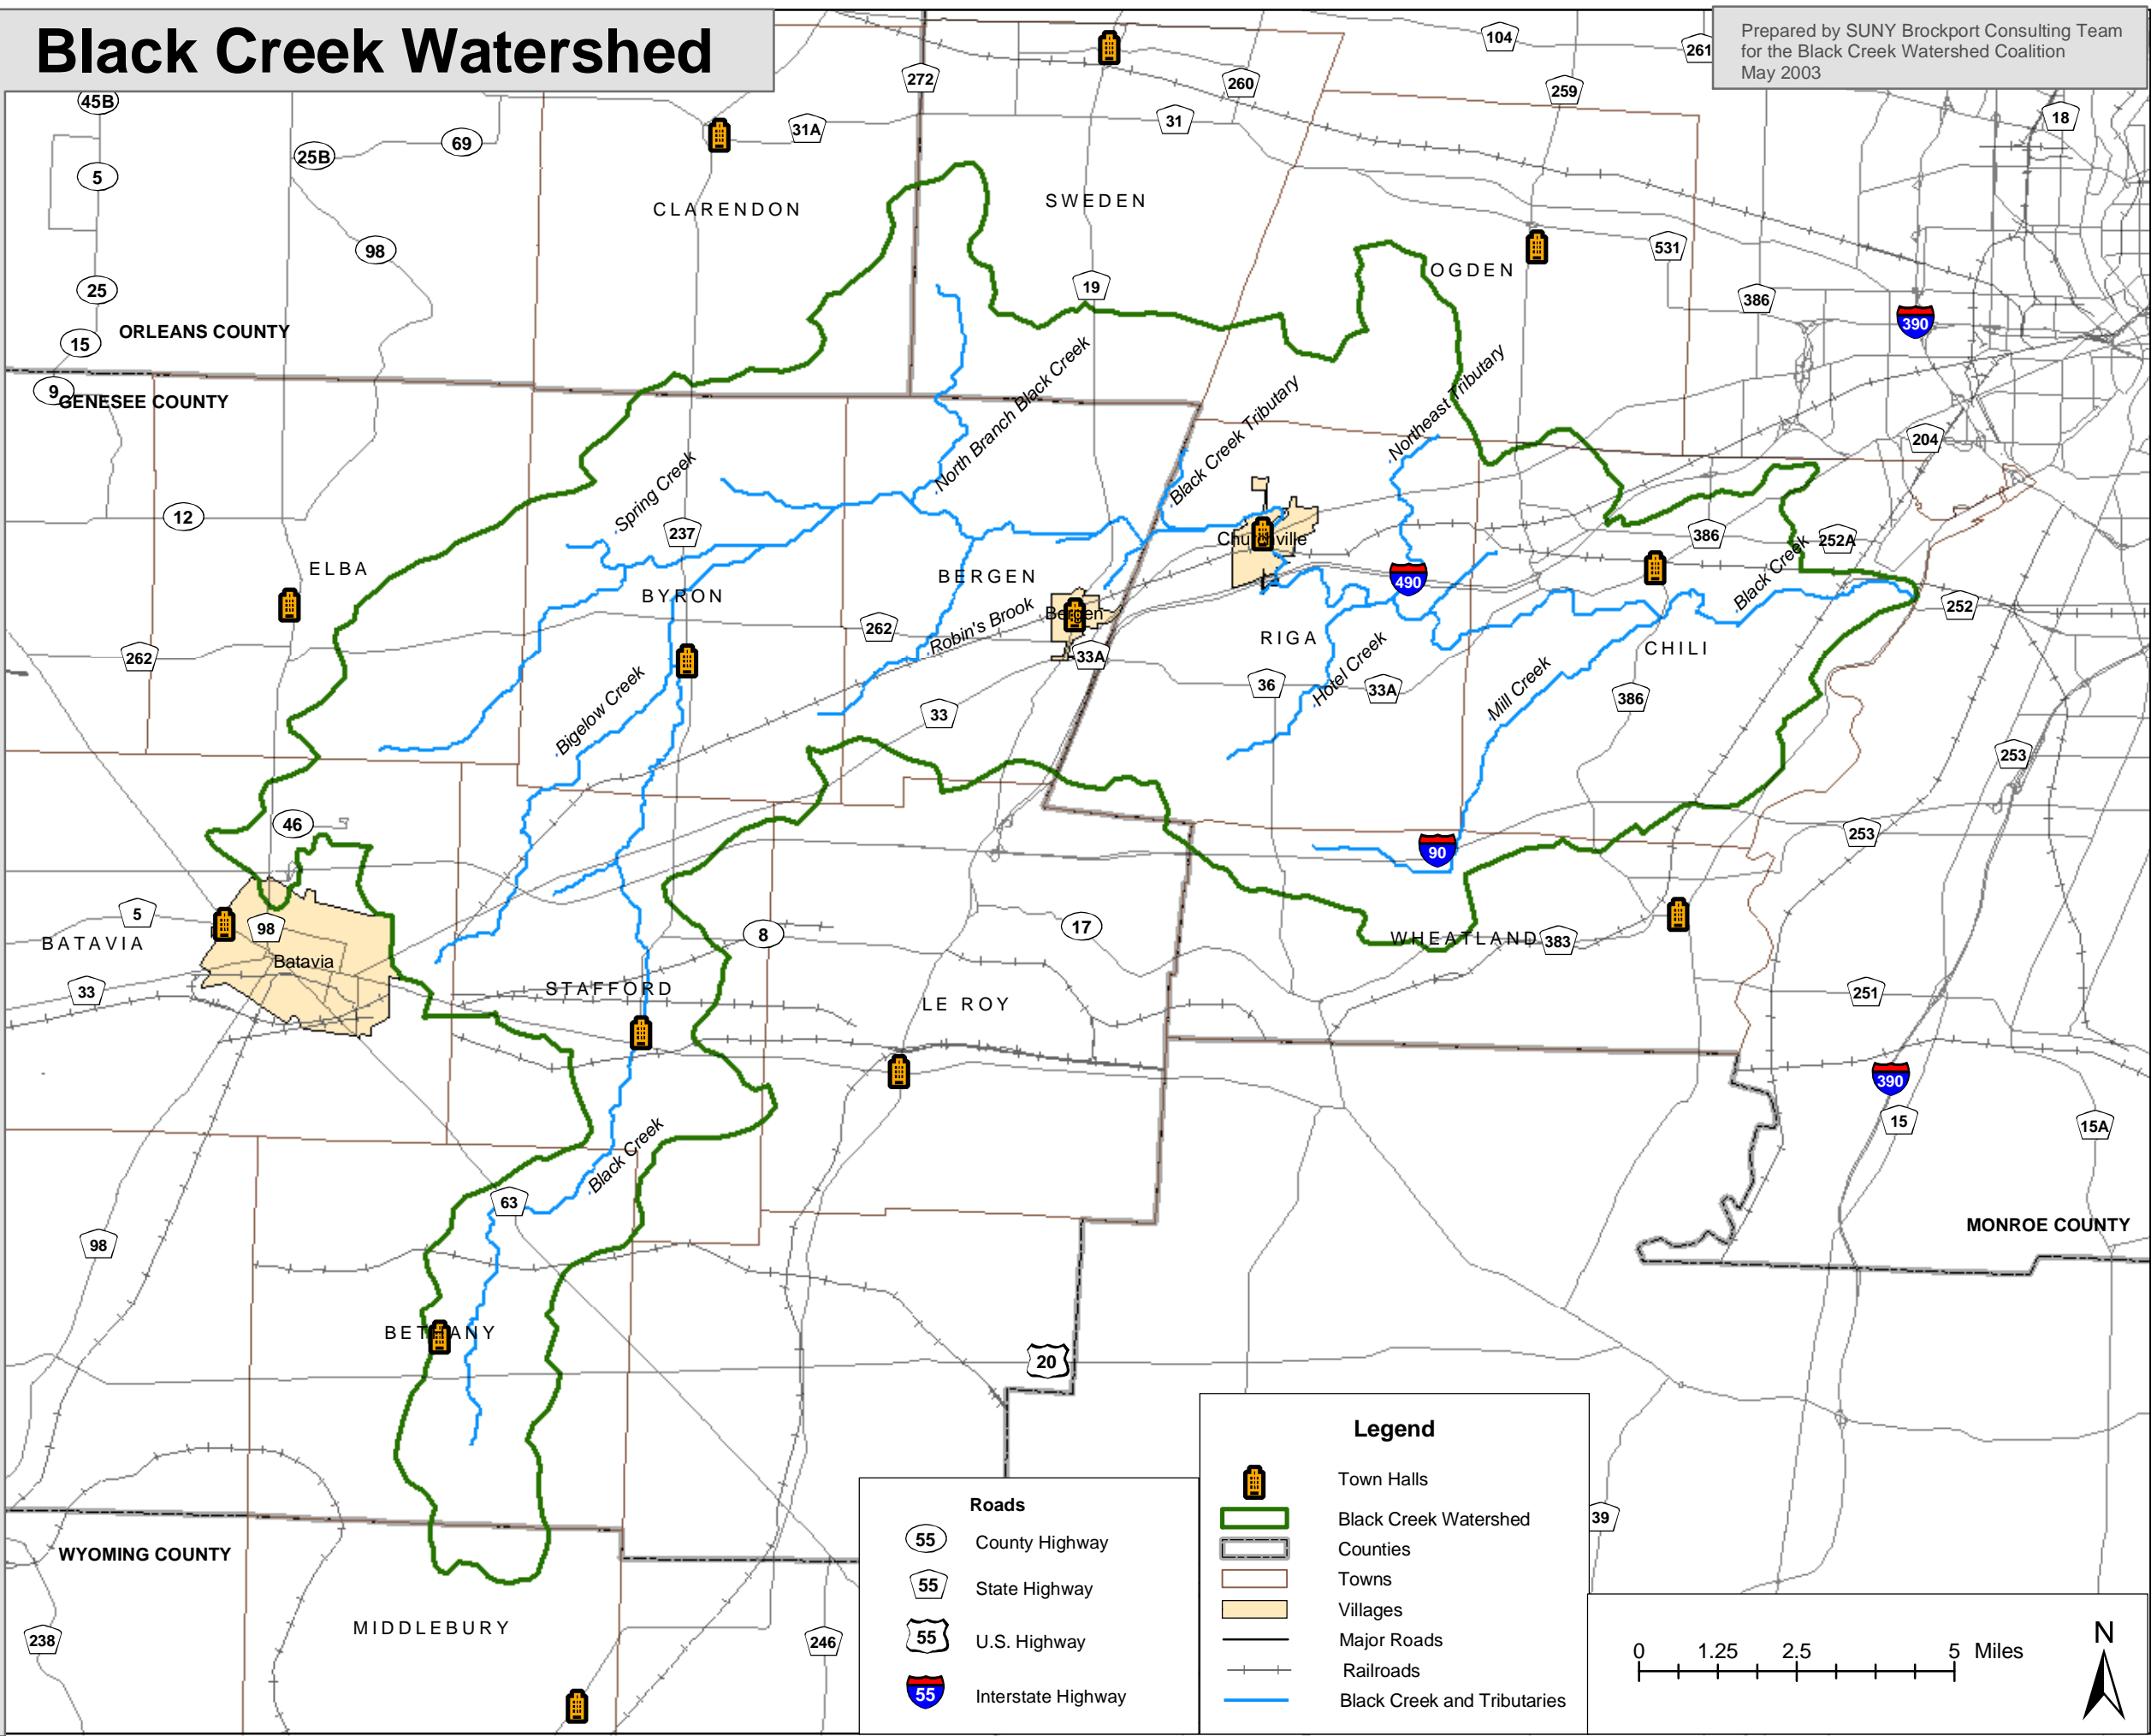 Black Creek Watershed
Prepared by SUNY Brockport Consulting Team
for the Black Creek Watershed Coalition
May 2003
104
261
272
260
259
45B
31A
31
18
69
25B
5
CLARENDON
SWEDEN
98
531
OGDEN
25
19
386
390
ORLEANS COUNTY
15
9
GENESEE COUNTY
North Branch Black Creek
Black Creek Tributary
Northeast Tributary
204
Spring Creek
12
237
386
252A
Churchville
Black Creek
ELBA
BERGEN
490
BYRON
252
Bergen
Robin's Brook
262
RIGA
CHILI
262
33A
Hotel Creek
36
33A
Mill Creek
386
Bigelow Creek
33
253
46
253
90
5
98
8
17
BATAVIA
WHEATLAND
383
Batavia
STAFFORD
33
LE ROY
251
390
15
15A
Black Creek
63
98
MONROE COUNTY
BETHANY
20
WYOMING COUNTY
MIDDLEBURY
238
246
39
Roads
55
County Highway
55
State Highway
55
U.S. Highway
55
Interstate Highway
Legend
Town Halls
Black Creek Watershed
Counties
Towns
Villages
Major Roads
Railroads
Black Creek and Tributaries
0 1.25 2.5 5 Miles
N